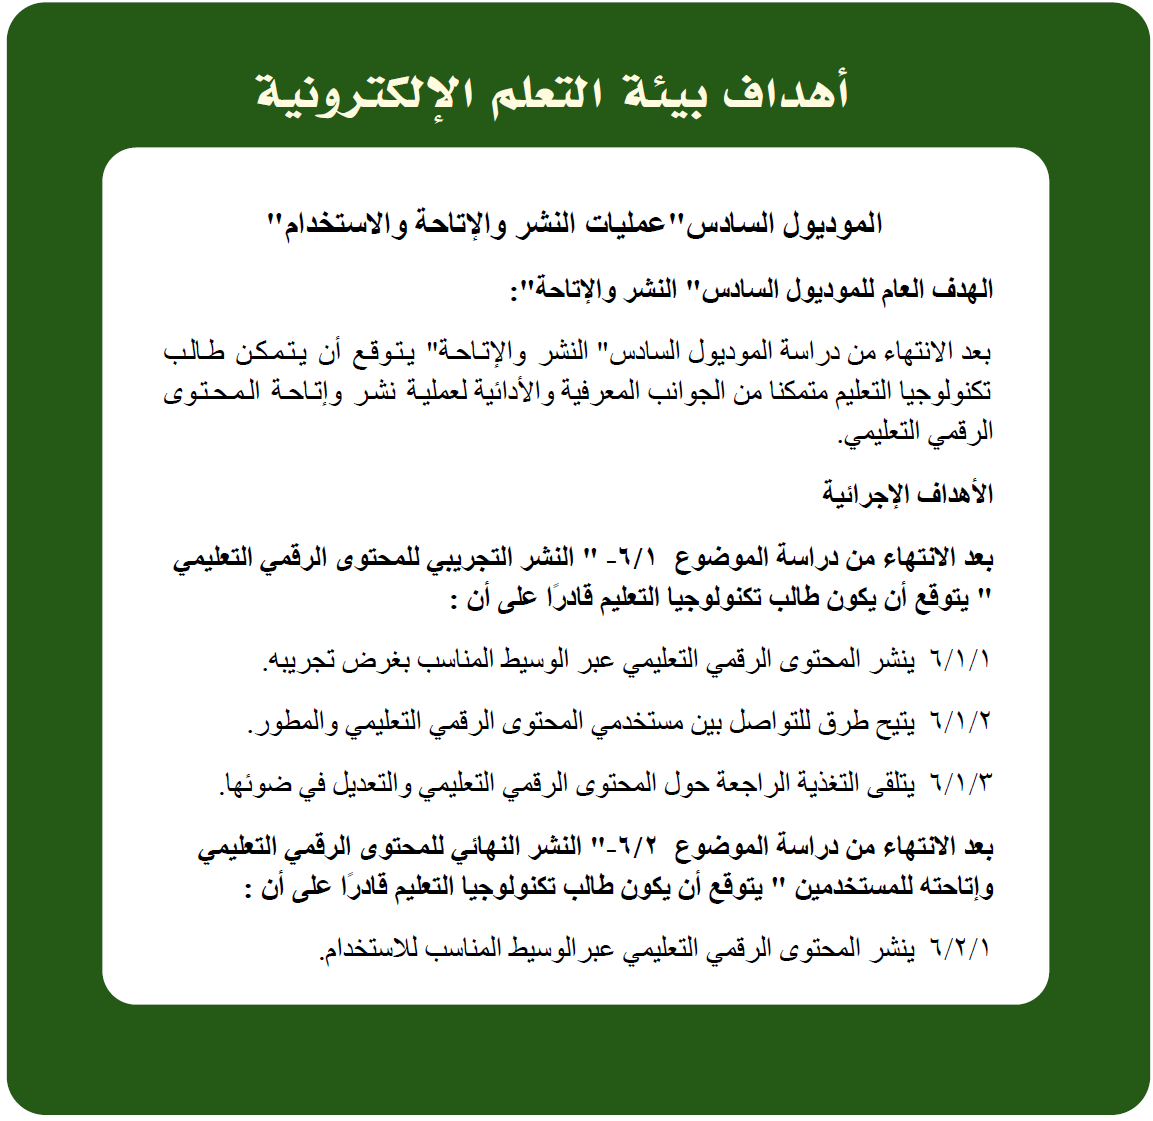 أهداف بيئة التعلم الإلكترونية
الموديول السادس"عمليات النشر والإتاحة والاستخدام"
الهدف العام للموديول السادس" النشر والإتاحة":
بعد الانتهاء من دراسة الموديول السادس" النشر والإتاحة" يتوقع أن يتمكن طالب
تكنولوجيا التعليم متمكنا من الجوانب المعرفية والأدائية لعملية نشر وإتاحة المحتوى
الرقمي التعليمي.
الأهداف الإجرائية
بعد الانتهاء من دراسة الموضوع ٦/١- " النشر التجريبي للمحتوى الرقمي التعليمي
" يتوقع أن يكون طالب تكنولوجيا التعليم قادرًا على أن :
٦/١/١ ينشر المحتوى الرقمي التعليمي عبر الوسيط المناسب بغرض تجريبه.
٦/١/٢ يتيح طرق للتواصل بين مستخدمي المحتوى الرقمي التعليمي والمطور.
٦/١/٣ يتلقى التغذية الراجعة حول المحتوى الرقمي التعليمي والتعديل في ضوئها.
بعد الانتهاء من دراسة الموضوع ٦/٢-" النشر النهائي للمحتوى الرقمي التعليمي
وإتاحته للمستخدمين " يتوقع أن يكون طالب تكنولوجيا التعليم قادرًا على أن :
٦/٢/١ ينشر المحتوى الرقمي التعليمي عبرالوسيط المناسب للاستخدام.